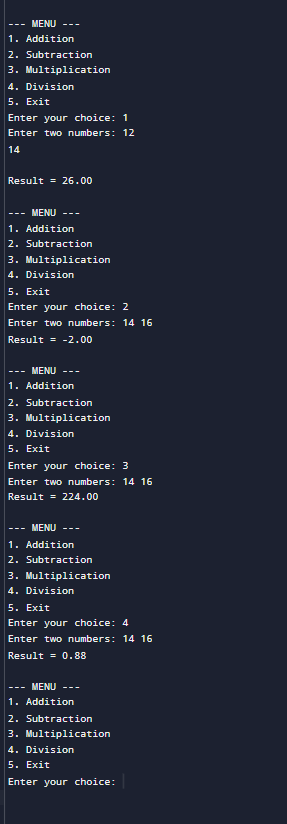 --- MENU ---
1. Addition
2. Subtraction
3. Multiplication
4. Division
5. Exit
Enter your choice: 1
Enter two numbers: 12
14
Result = 26.00
--- MENU ---
1. Addition
2. Subtraction
3. Multiplication
4. Division
5. Exit
Enter your choice: 2
Enter two numbers: 14 16
Result = -2.00
--- MENU ---
1. Addition
2. Subtraction
3. Multiplication
4. Division
5. Exit
Enter your choice: 3
Enter two numbers: 14 16
Result = 224.00
--- MENU ---
1. Addition
2. Subtraction
3. Multiplication
4. Division
5. Exit
Enter your choice: 4
Enter two numbers: 14 16
Result = 0.88
--- MENU ---
1. Addition
2. Subtraction
3. Multiplication
4. Division
5. Exit
Enter your choice: